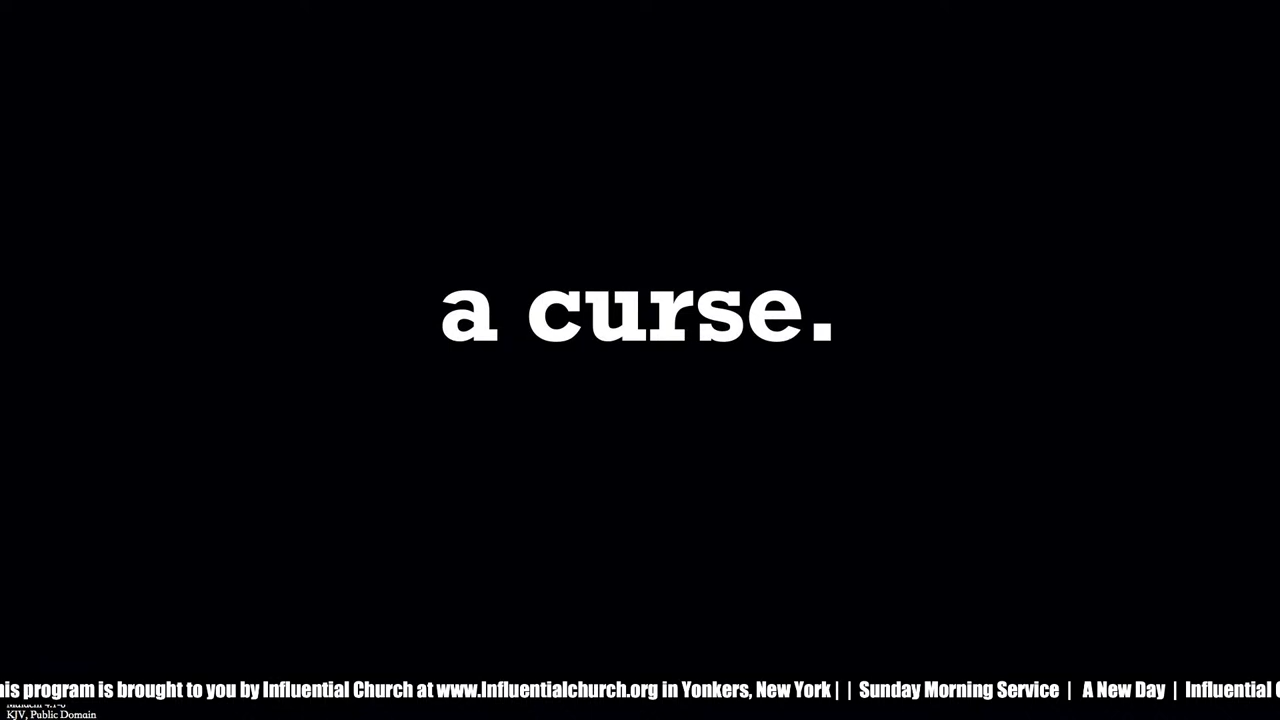 a curse.
his program is brought to you by Influential Church at www.Influentialchurch.org in Yonkers, New York | | Sunday Morning Service | A New Day | Influential
KJV, Public Domain